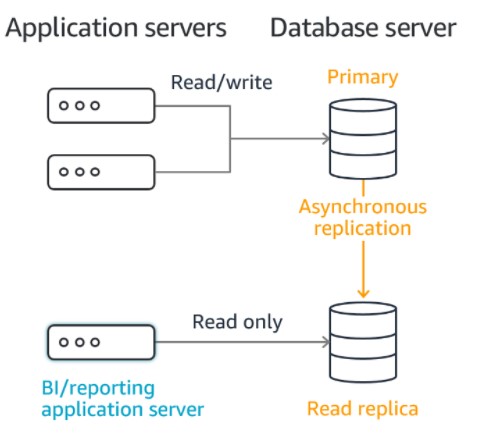 Application servers
Database server
Read/write
Primary
Asynchronous
replication
Read only
BI/reporting
application server
Read replica